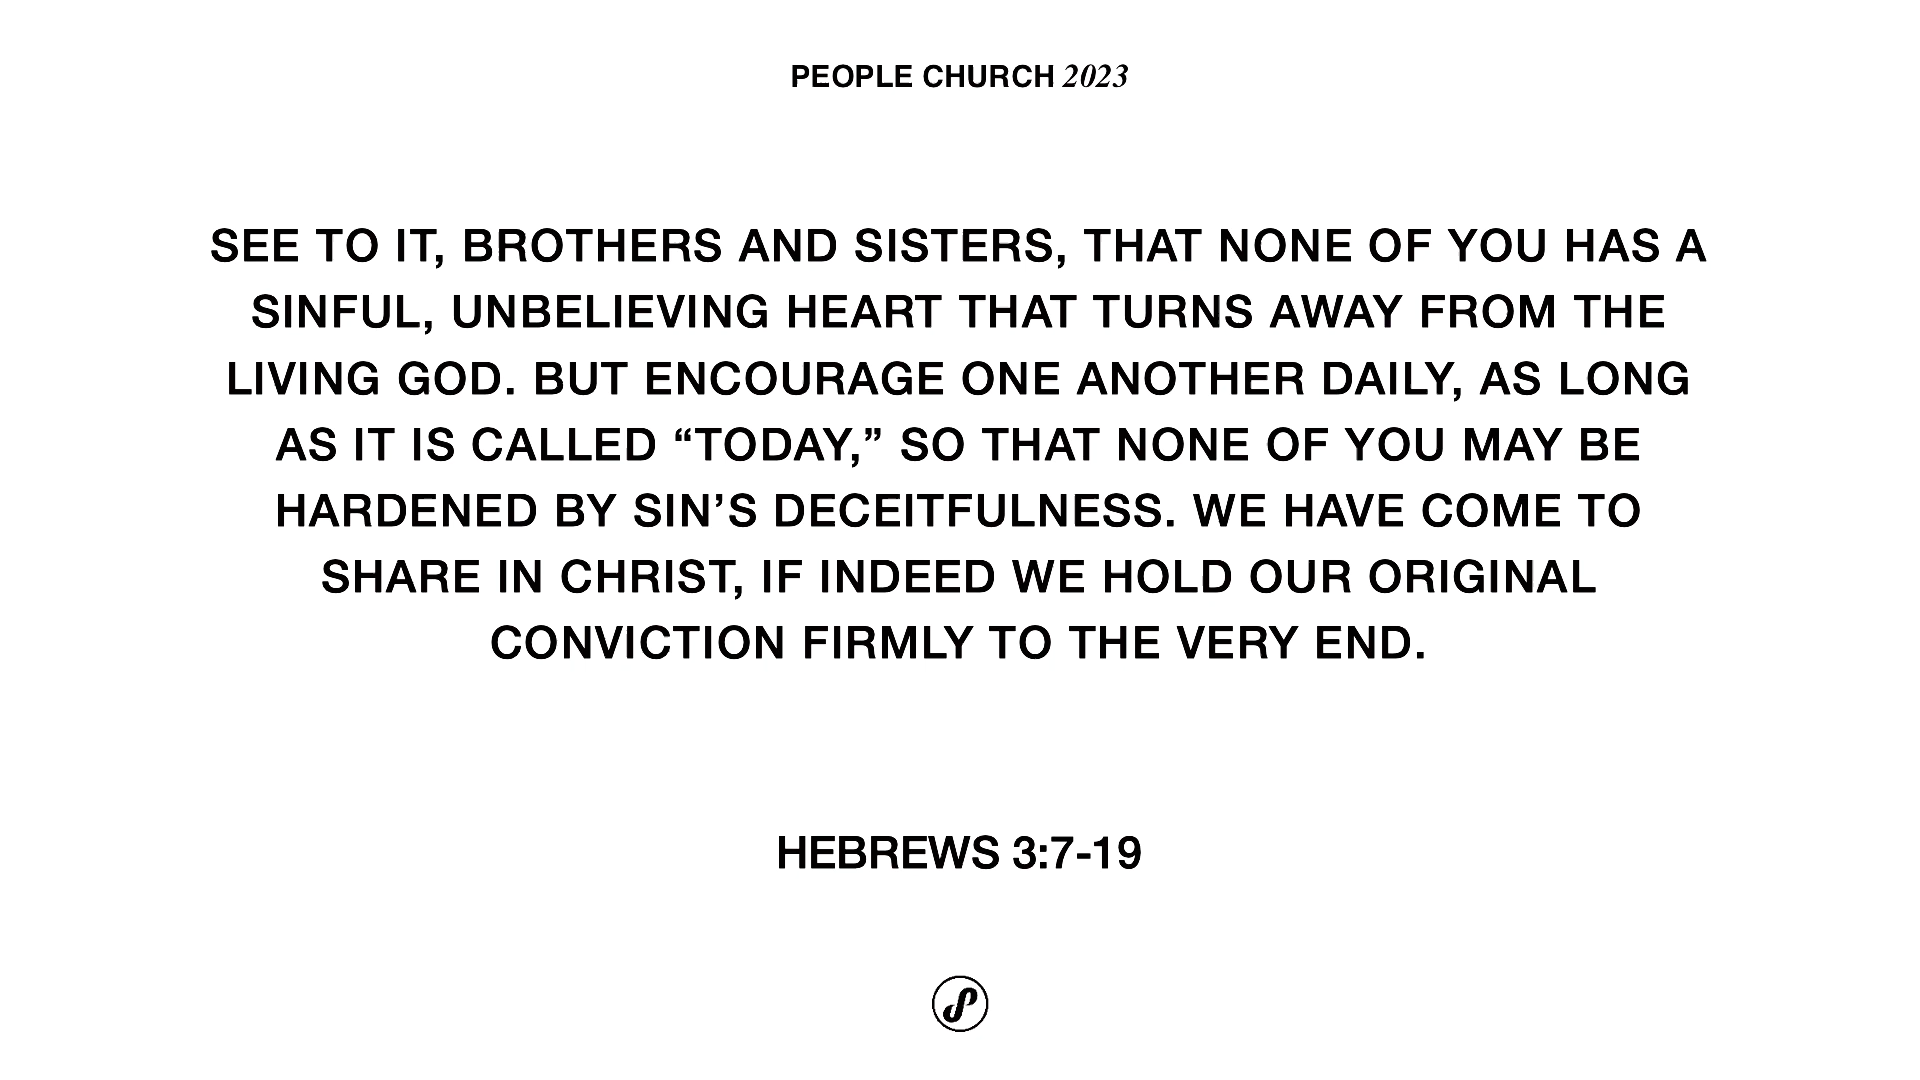 PEOPLE CHURCH 2023
SEE TO IT, BROTHERS AND SISTERS, THAT NONE OF YOU HAS A
SINFUL, UNBELIEVING HEART THAT TURNS AWAY FROM THE
LIVING GOD. BUT ENCOURAGE ONE ANOTHER DAILY, AS LONG
AS IT IS CALLED “TODAY,” SO THAT NONE OF YOU MAY BE
HARDENED BY SIN’S DECEITFULNESS. WE HAVE COME TO
SHARE IN CHRIST, IF INDEED WE HOLD OUR ORIGINAL
CONVICTION FIRMLY TO THE VERY END.
HEBREWS 3:7-19
P